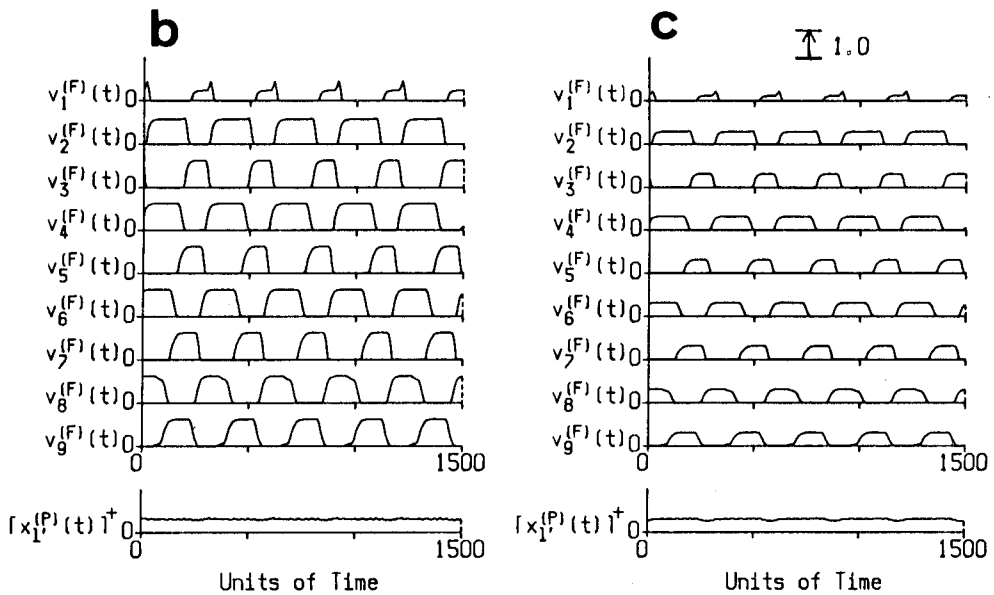 b
v₁⁽ᶠ⁾(t) 0
v₂⁽ᶠ⁾(t) 0
v₃⁽ᶠ⁾(t) 0
v₄⁽ᶠ⁾(t) 0
v₅⁽ᶠ⁾(t) 0
v₆⁽ᶠ⁾(t) 0
v₇⁽ᶠ⁾(t) 0
v₈⁽ᶠ⁾(t) 0
v₉⁽ᶠ⁾(t) 0
0 1500
⌈x₁'⁽ᴾ⁾(t)⌉⁺ 0
0 1500
Units of Time
c
1.0
v₁⁽ᶠ⁾(t) 0
v₂⁽ᶠ⁾(t) 0
v₃⁽ᶠ⁾(t) 0
v₄⁽ᶠ⁾(t) 0
v₅⁽ᶠ⁾(t) 0
v₆⁽ᶠ⁾(t) 0
v₇⁽ᶠ⁾(t) 0
v₈⁽ᶠ⁾(t) 0
v₉⁽ᶠ⁾(t) 0
0 1500
⌈x₁'⁽ᴾ⁾(t)⌉⁺ 0
0 1500
Units of Time